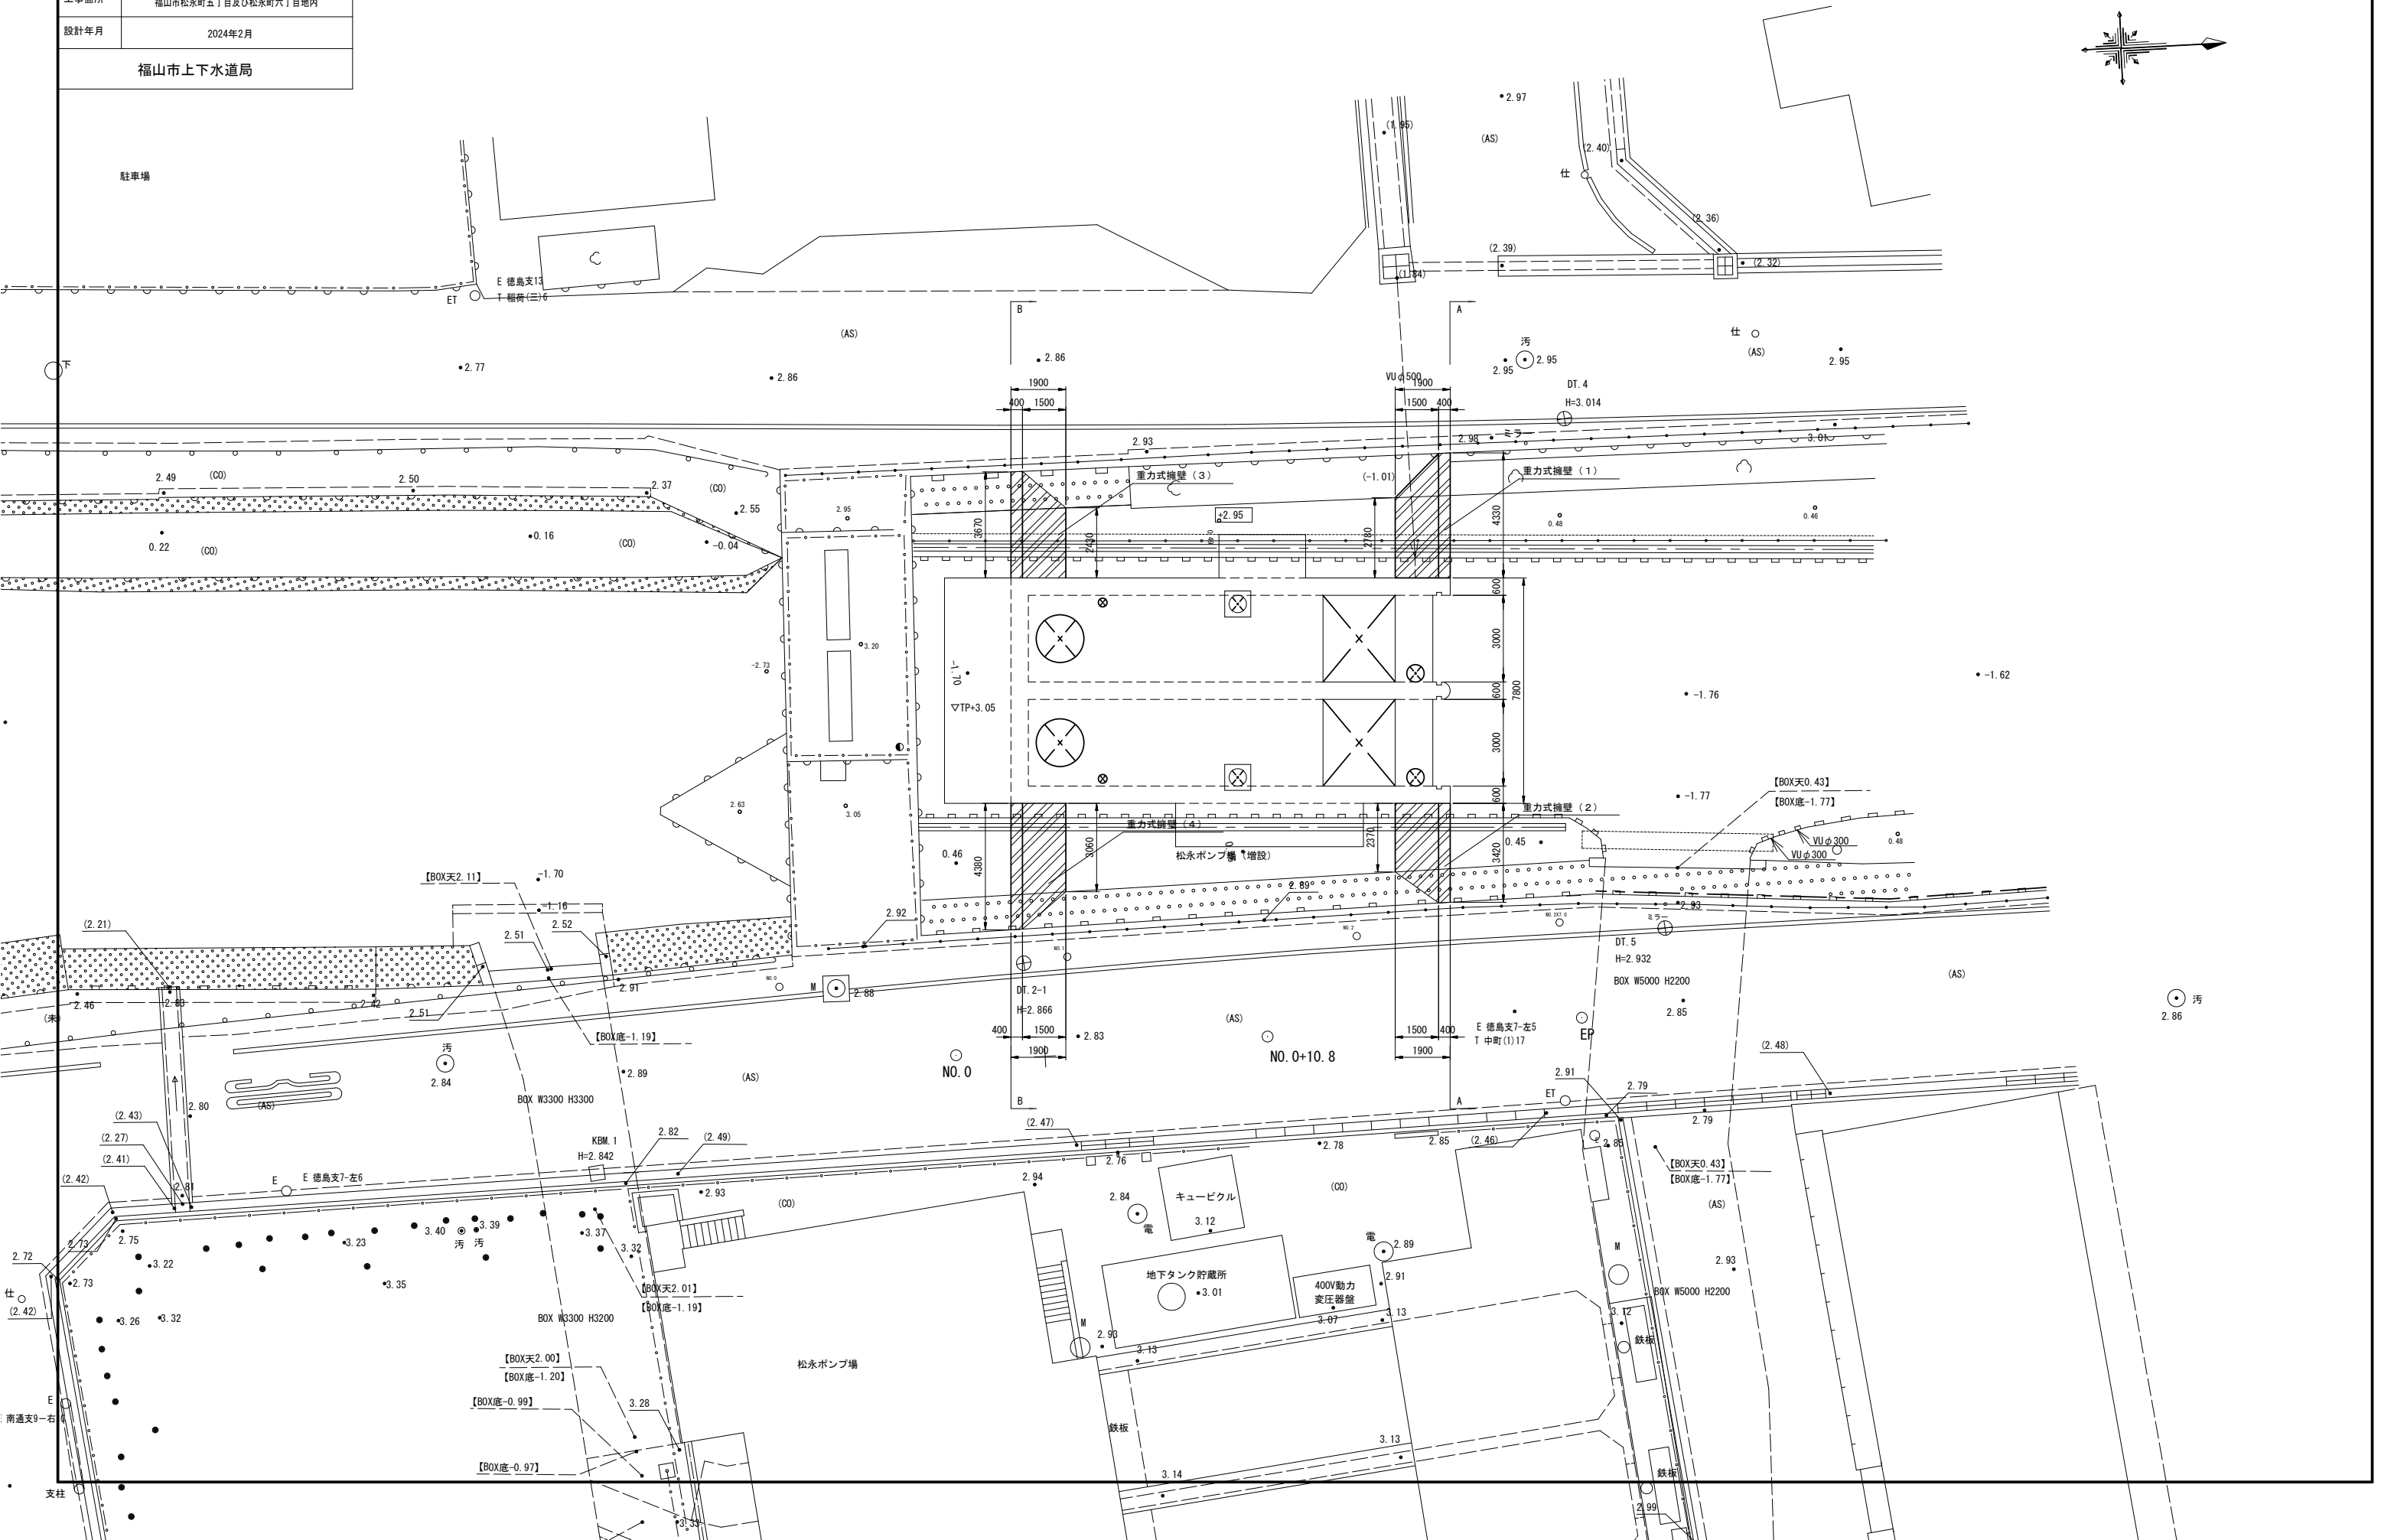 福山市松永町五丁目及び松永町六丁目地内
設計年月
2024年2月
福山市上下水道局
駐車場
2.97
(1.95)
(AS)
(2.40)
仕
(2.36)
(2.39)
(2.32)
(1.84)
E 徳島支13
T 稲荷(三)6
ET
B
A
(AS)
2.86
汚
2.95
2.95
仕
(AS)
2.95
下
2.77
2.86
1900
VUφ500
1900
DT.4
400
1500
1500
400
H=3.014
2.93
2.98
ミラー
3.01
2.49
(CO)
2.50
2.37
(CO)
重力式擁壁（3）
(-1.01)
重力式擁壁（1）
2.55
2.95
+2.95
0.48
0.46
3670
2430
2780
4330
0.22
(CO)
0.16
(CO)
-0.04
600
3000
3.20
-2.73
-1.70
600
7800
-1.62
-1.76
▽TP+3.05
3000
【BOX天0.43】
600
-1.77
【BOX底-1.77】
2.63
3.05
重力式擁壁（2）
重力式擁壁（4）
0.46
4380
3060
2370
3420
0.45
VUφ300
VUφ300
0.48
松永ポンプ場（増設）
【BOX天2.11】
-1.70
2.89
-1.16
2.93
(2.21)
2.52
2.92
NO.2
ミラー
2.51
NO.1
DT.5
H=2.932
NO.0
BOX W5000 H2200
(AS)
2.46
2.83
2.42
2.91
M
2.88
DT.2-1
汚
2.86
(未)
2.51
H=2.866
2.85
(AS)
400
1500
1500
400
E 徳島支7-左5
T 中町(1)17
EP
【BOX底-1.19】
2.83
汚
1900
NO.0+10.8
1900
(2.48)
2.84
2.89
(AS)
NO.0
2.91
2.79
BOX W3300 H3300
B
A
ET
(2.43)
2.80
(AS)
(2.47)
2.79
(2.27)
KBM.1
2.82
(2.49)
H=2.842
2.78
2.85
(2.46)
2.86
(2.41)
2.76
【BOX天0.43】
【BOX底-1.77】
(2.42)
2.81
E
E 徳島支7-左6
2.93
2.94
(CO)
2.84
キュービクル
(CO)
(AS)
3.12
電
電
2.89
2.73
2.75
3.40
3.39
汚
汚
3.37
3.23
3.32
2.72
3.22
M
2.73
3.35
2.93
地下タンク貯蔵所
3.01
400V動力
変圧器盤
2.91
【BOX天2.01】
【BOX底-1.19】
BOX W5000 H2200
仕
(2.42)
3.26
3.32
BOX W3300 H3200
3.07
3.13
3.12
M
2.93
鉄板
3.13
【BOX天2.00】
松永ポンプ場
【BOX底-1.20】
E
【BOX底-0.99】
3.28
南通支9-右
鉄板
3.13
【BOX底-0.97】
3.14
鉄板
支柱
2.99
3.33